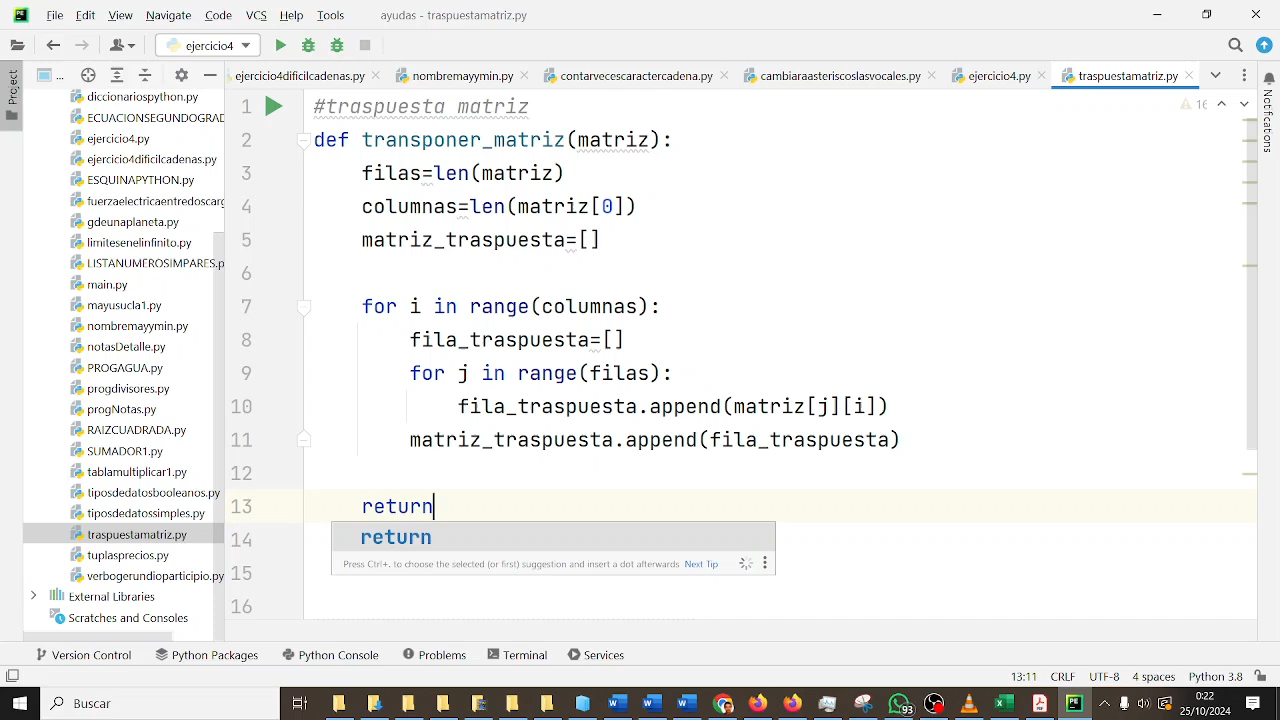 File Edit View Help Tools ayudas - traspuestamatriz.py
ejercicio4
Project
...
ejercicio4dificilcadenas.py nombremayymin.py contarvecescaractercadena.py cambiaraastericoslasvocales.py ejercicio4.py traspuestamatriz.py
Notifications
diccionariospython.py
ECUACIONSEGUNDOGRAD
ejercicio4.py
ejercicio4dificilcadenas.py
ESQUINAPYTHON.py
fuerzaelectricaentredoscarg
gdeunaplaneta.py
limitesenelinfinito.py
LISTANUMEROSIMPARES.p
main.py
mayusucla1.py
nombremayymin.py
notasDetalle.py
PROGAGUA.py
progdivisores.py
progNotas.py
RAIZCUADRADA.py
SUMADOR1.py
tablamultiplicar1.py
tiposdedatosbooleanos.py
tiposdedatossimples.py
traspuestamatriz.py
tuplasprecios.py
verbogerundioparticipio.py
External Libraries
Scratches and Consoles
1 #traspuesta matriz
2 def transponer_matriz(matriz):
3 filas=len(matriz)
4 columnas=len(matriz[0])
5 matriz_traspuesta=[]
6
7 for i in range(columnas):
8 fila_traspuesta=[]
9 for j in range(filas):
10 fila_traspuesta.append(matriz[j][i])
11 matriz_traspuesta.append(fila_traspuesta)
12
13 return
14 return
Press Ctrl+. to choose the selected (or first) suggestion and insert a dot afterwards Next Tip
15
16
Version Control Python Packages Python Console Problems Terminal Services
13:11 CRLF UTF-8 4 spaces Python 3.8
Buscar
93
0:22
25/10/2024